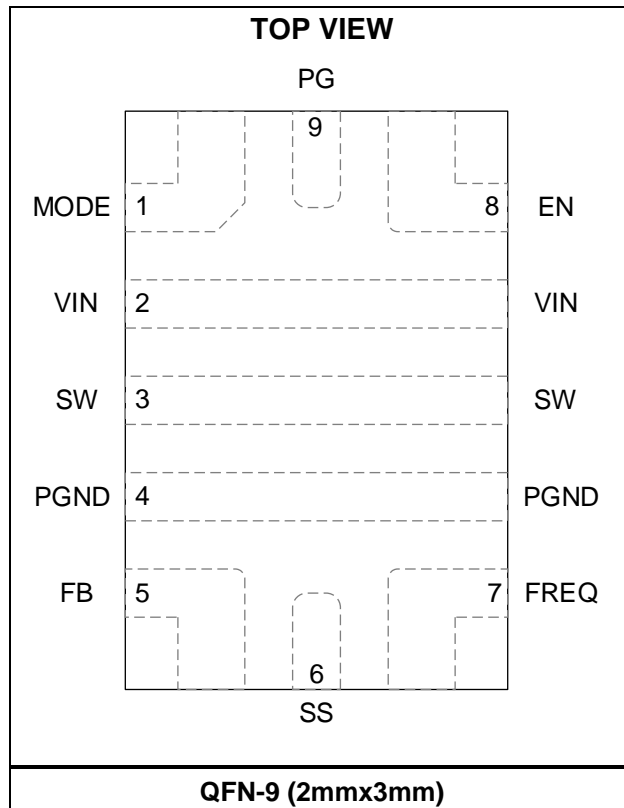 TOP VIEW
PG
9
MODE 1 8 EN
VIN 2 VIN
SW 3 SW
PGND 4 PGND
FB 5 7 FREQ
6
SS
QFN-9 (2mmx3mm)